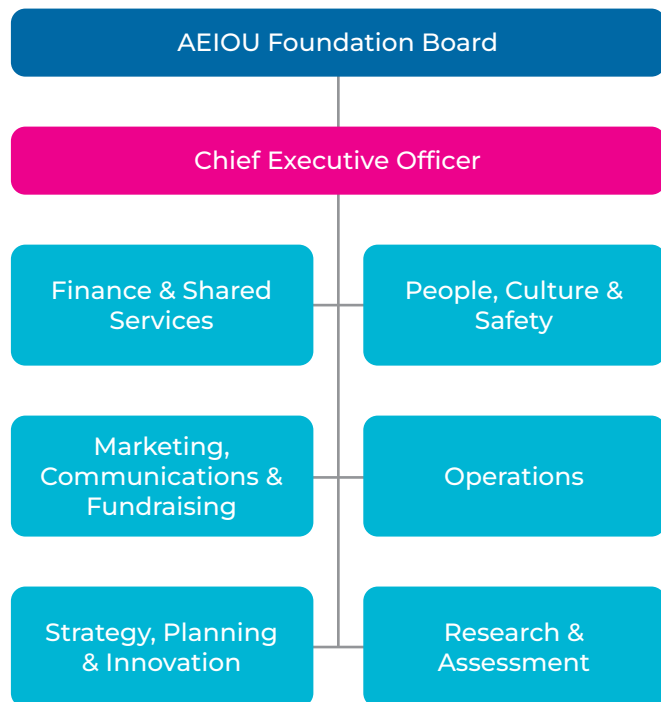 AEIOU Foundation Board
Chief Executive Officer
Finance & Shared
Services
People, Culture &
Safety
Marketing,
Communications &
Fundraising
Operations
Strategy, Planning
& Innovation
Research &
Assessment